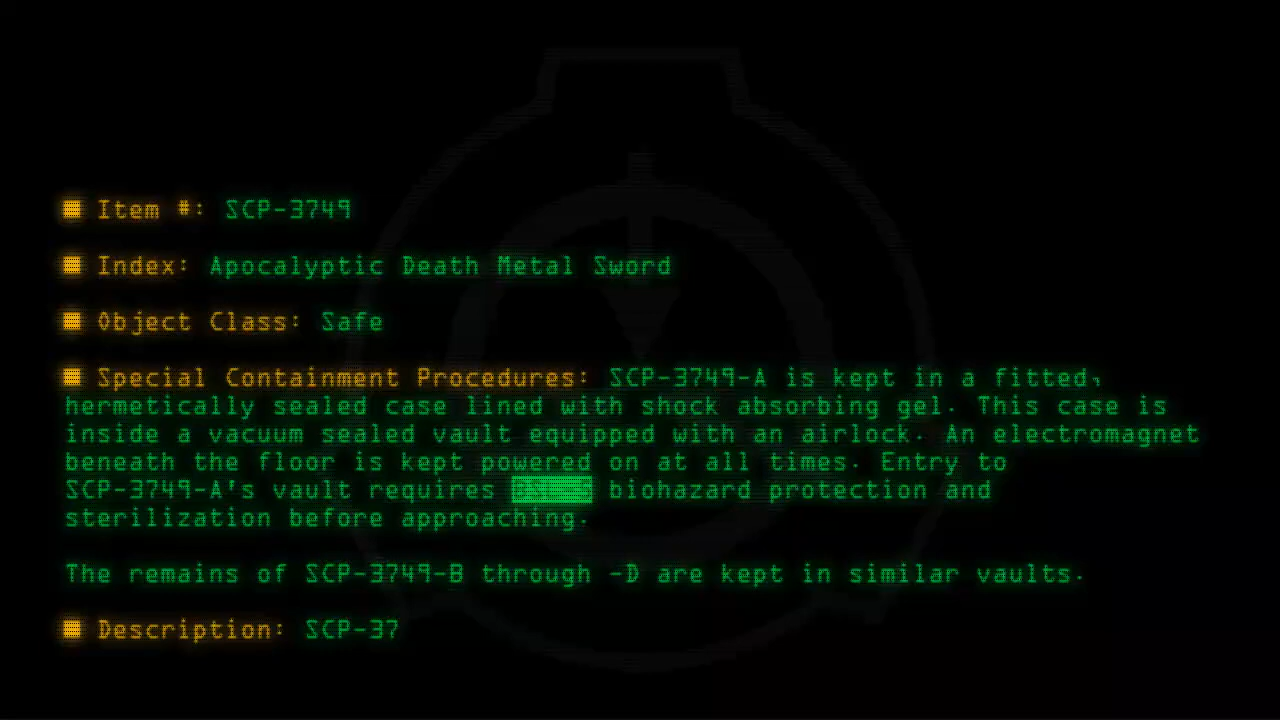 ■ Item #: SCP-3749
■ Index: Apocalyptic Death Metal Sword
■ Object Class: Safe
■ Special Containment Procedures: SCP-3749-A is kept in a fitted,
hermetically sealed case lined with shock absorbing gel. This case is
inside a vacuum sealed vault equipped with an airlock. An electromagnet
beneath the floor is kept powered on at all times. Entry to
SCP-3749-A's vault requires biohazard protection and
sterilization before approaching.
The remains of SCP-3749-B through -D are kept in similar vaults.
■ Description: SCP-37